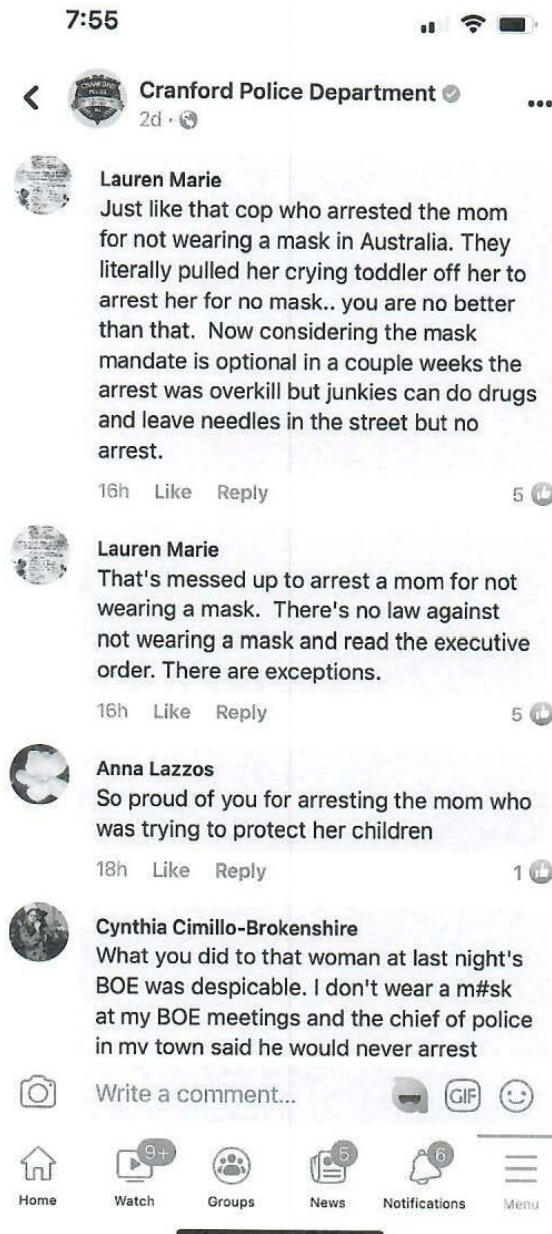 7:55
Cranford Police Department
2d
Lauren Marie
Just like that cop who arrested the mom
for not wearing a mask in Australia. They
literally pulled her crying toddler off her to
arrest her for no mask.. you are no better
than that.  Now considering the mask
mandate is optional in a couple weeks the
arrest was overkill but junkies can do drugs
and leave needles in the street but no
arrest.
16h Like Reply 5
Lauren Marie
That's messed up to arrest a mom for not
wearing a mask.  There's no law against
not wearing a mask and read the executive
order. There are exceptions.
16h Like Reply 5
Anna Lazzos
So proud of you for arresting the mom who
was trying to protect her children
18h Like Reply 1
Cynthia Cimillo-Brokenshire
What you did to that woman at last night's
BOE was despicable. I don't wear a m#sk
at my BOE meetings and the chief of police
in my town said he would never arrest
Write a comment... GIF
9+ 5 6
Home Watch Groups News Notifications Menu